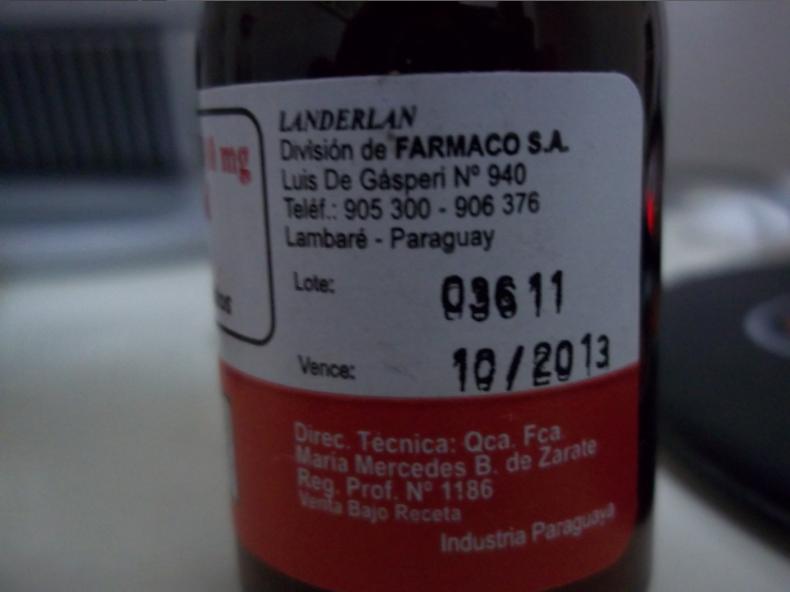 0 mg
LANDERLAN
División de FARMACO S.A.
Luis De Gásperi Nº 940
Teléf.: 905 300 - 906 376
Lambaré - Paraguay
Lote: 03611
Vence: 10/2013
Direc. Técnica: Qca. Fca.
María Mercedes B. de Zarate
Reg. Prof. Nº 1186
Venta Bajo Receta
Industria Paraguaya